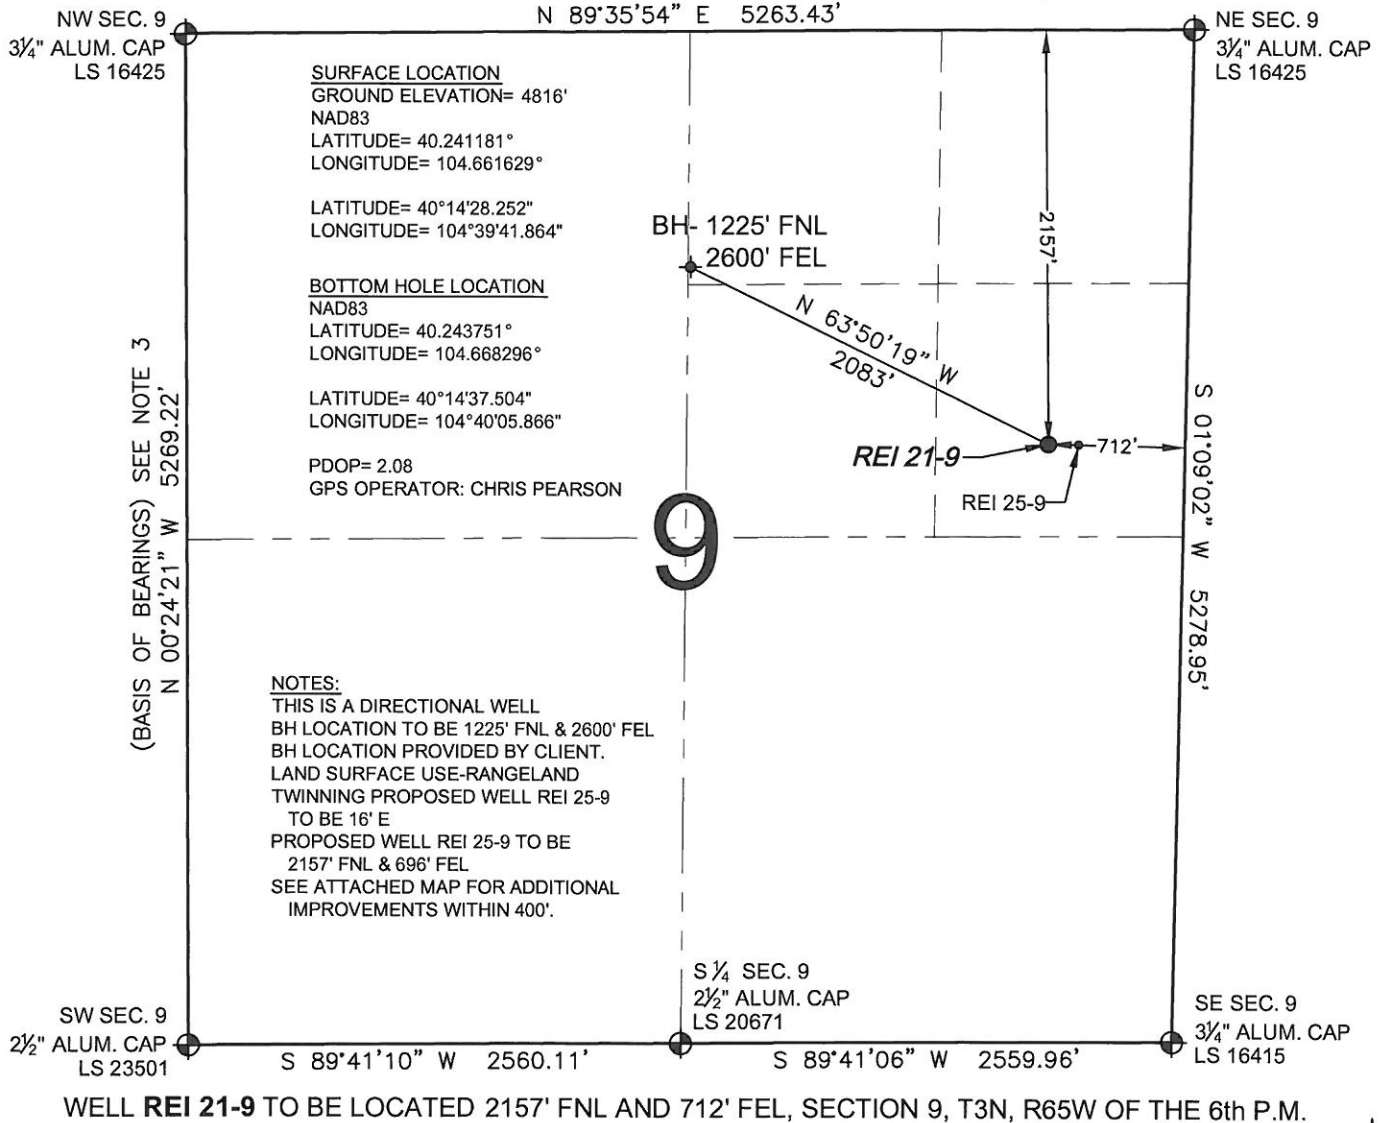 N 89°35'54" E 5263.43'
NW SEC. 9
3¼" ALUM. CAP
LS 16425
NE SEC. 9
3¼" ALUM. CAP
LS 16425
SURFACE LOCATION
GROUND ELEVATION= 4816'
NAD83
LATITUDE= 40.241181°
LONGITUDE= 104.661629°
LATITUDE= 40°14'28.252"
LONGITUDE= 104°39'41.864"
BOTTOM HOLE LOCATION
NAD83
LATITUDE= 40.243751°
LONGITUDE= 104.668296°
LATITUDE= 40°14'37.504"
LONGITUDE= 104°40'05.866"
PDOP= 2.08
GPS OPERATOR: CHRIS PEARSON
BH- 1225' FNL
2600' FEL
2157'
N 63°50'19" W
2083'
REI 21-9
712'
REI 25-9
(BASIS OF BEARINGS) SEE NOTE 3
N 00°24'21" W 5269.22'
S 01°09'02" W 5278.95'
9
NOTES:
THIS IS A DIRECTIONAL WELL
BH LOCATION TO BE 1225' FNL & 2600' FEL
BH LOCATION PROVIDED BY CLIENT.
LAND SURFACE USE-RANGELAND
TWINNING PROPOSED WELL REI 25-9
TO BE 16' E
PROPOSED WELL REI 25-9 TO BE
2157' FNL & 696' FEL
SEE ATTACHED MAP FOR ADDITIONAL
IMPROVEMENTS WITHIN 400'.
S ¼ SEC. 9
2½" ALUM. CAP
LS 20671
SW SEC. 9
2½" ALUM. CAP
LS 23501
SE SEC. 9
3¼" ALUM. CAP
LS 16415
S 89°41'10" W 2560.11'
S 89°41'06" W 2559.96'
WELL REI 21-9 TO BE LOCATED 2157' FNL AND 712' FEL, SECTION 9, T3N, R65W OF THE 6th P.M.